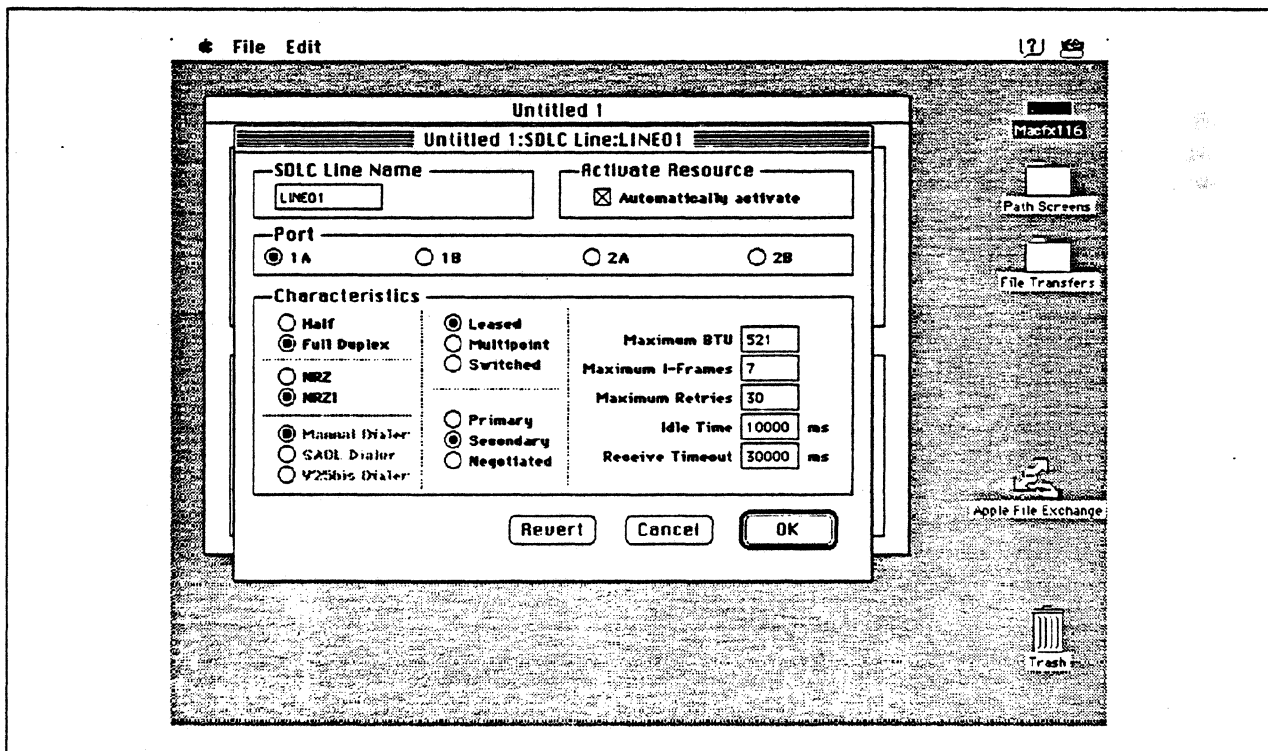 File Edit
Untitled 1
Untitled 1:SDLC Line:LINE01
SDLC Line Name
LINE01
Activate Resource
Automatically activate
Port
1A
1B
2A
2B
Characteristics
Half
Full Duplex
NRZ
NRZI
Manual Dialer
SADL Dialer
V25bis Dialer
Leased
Multipoint
Switched
Primary
Secondary
Negotiated
Maximum BTU 521
Maximum I-Frames 7
Maximum Retries 30
Idle Time 10000 ms
Receive Timeout 30000 ms
Revert
Cancel
OK
Macfx116
Path Screens
File Transfers
Apple File Exchange
Trash